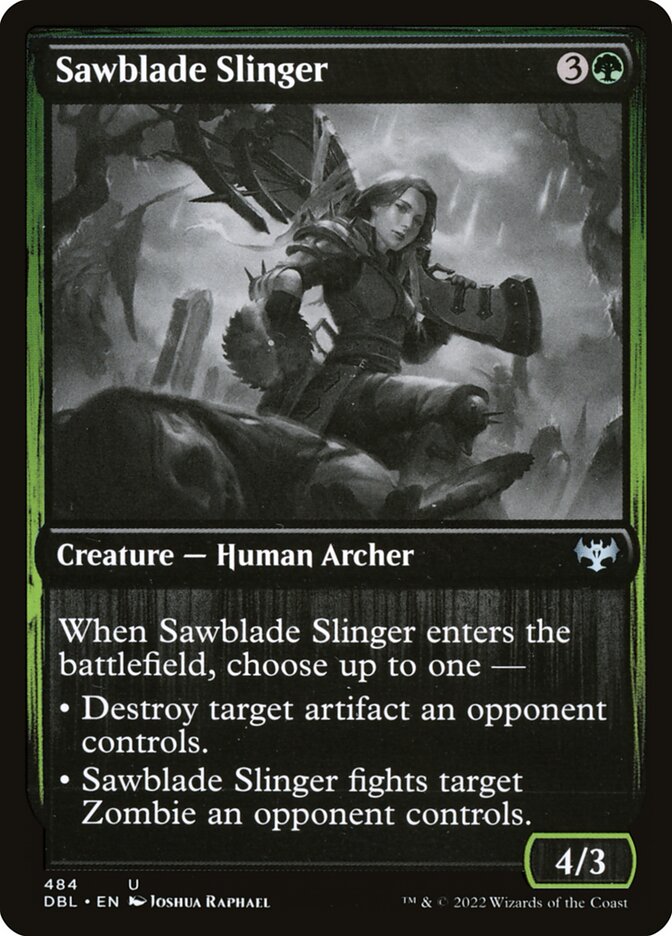 Sawblade Slinger 3
Creature — Human Archer
When Sawblade Slinger enters the
battlefield, choose up to one —
• Destroy target artifact an opponent
controls.
• Sawblade Slinger fights target
Zombie an opponent controls.
4/3
484 U
DBL • EN Joshua Raphael ™ & © 2022 Wizards of the Coast